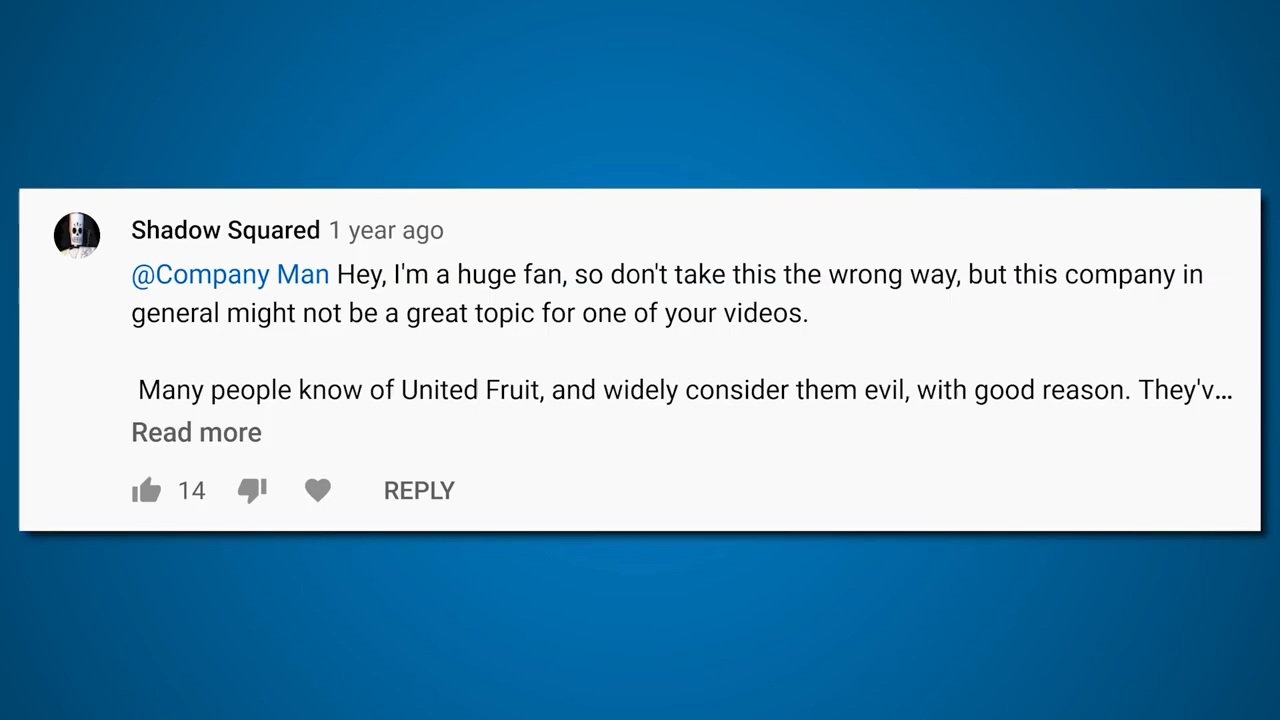 Shadow Squared 1 year ago
@Company Man Hey, I'm a huge fan, so don't take this the wrong way, but this company in
general might not be a great topic for one of your videos.
Many people know of United Fruit, and widely consider them evil, with good reason. They'v...
Read more
14 REPLY